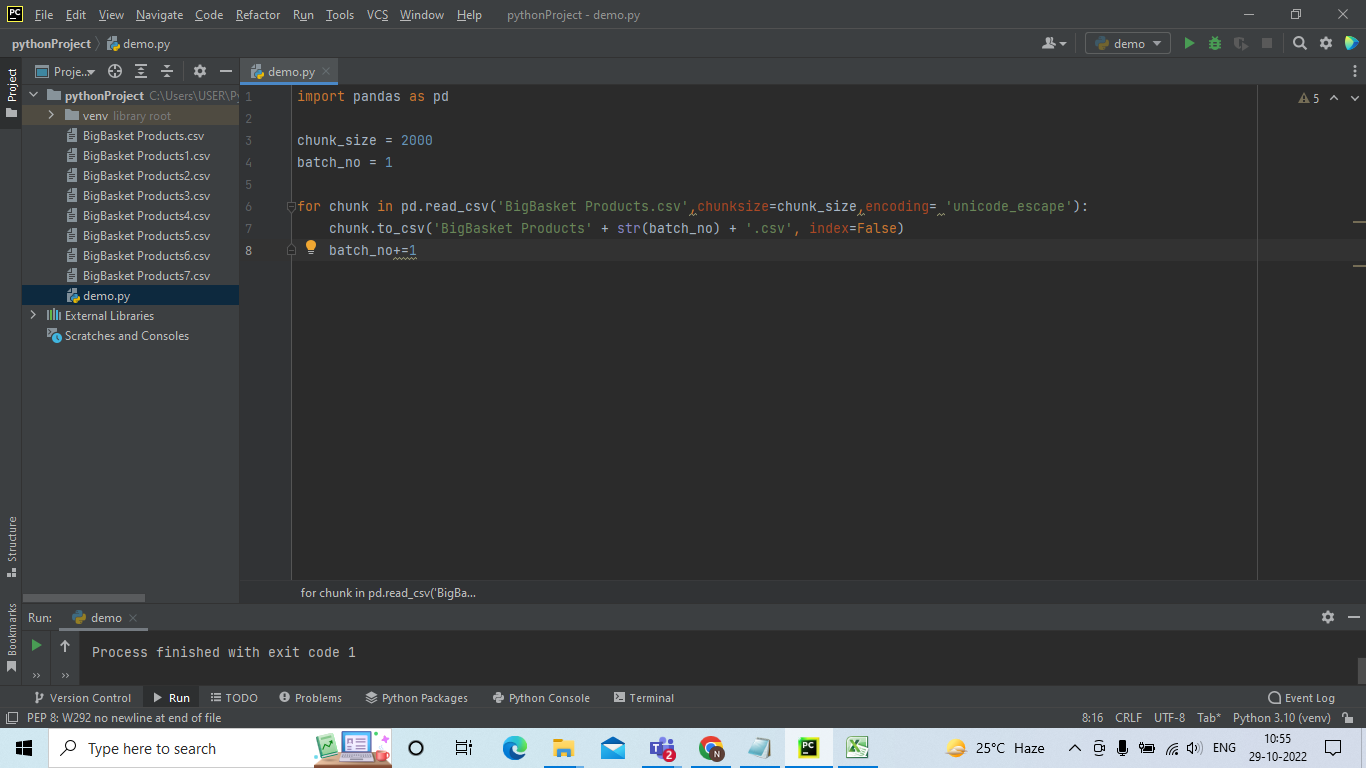 PC File Edit View Navigate Code Refactor Run Tools VCS Window Help pythonProject - demo.py
pythonProject demo.py demo
Project
Proje...
demo.py
pythonProject C:\Users\USER\Py
venv library root
BigBasket Products.csv
BigBasket Products1.csv
BigBasket Products2.csv
BigBasket Products3.csv
BigBasket Products4.csv
BigBasket Products5.csv
BigBasket Products6.csv
BigBasket Products7.csv
demo.py
External Libraries
Scratches and Consoles
5
1 import pandas as pd
2
3 chunk_size = 2000
4 batch_no = 1
5
6 for chunk in pd.read_csv('BigBasket Products.csv',chunksize=chunk_size,encoding= 'unicode_escape'):
7 chunk.to_csv('BigBasket Products' + str(batch_no) + '.csv', index=False)
8 batch_no+=1
for chunk in pd.read_csv('BigBa...
Structure
Bookmarks
Run: demo
Process finished with exit code 1
Version Control Run TODO Problems Python Packages Python Console Terminal Event Log
PEP 8: W292 no newline at end of file 8:16 CRLF UTF-8 Tab* Python 3.10 (venv)
Type here to search
2
N
PC
25°C Haze
ENG
10:55
29-10-2022